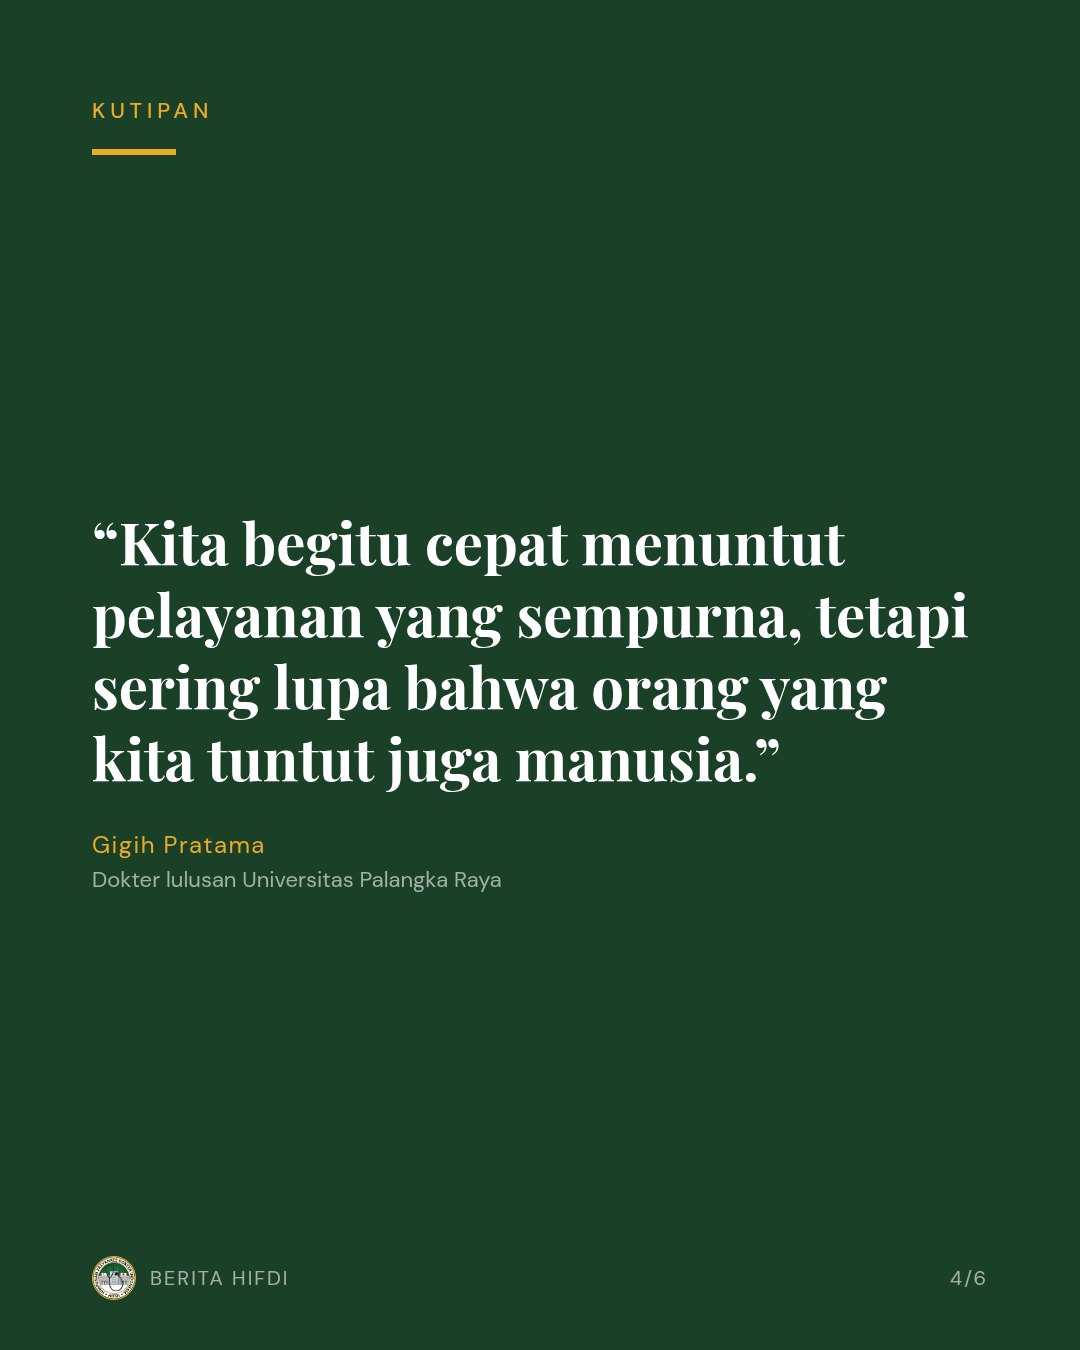 KUTIPAN
“Kita begitu cepat menuntut
pelayanan yang sempurna, tetapi
sering lupa bahwa orang yang
kita tuntut juga manusia.”
Gigih Pratama
Dokter lulusan Universitas Palangka Raya
BERITA HIFDI
4/6